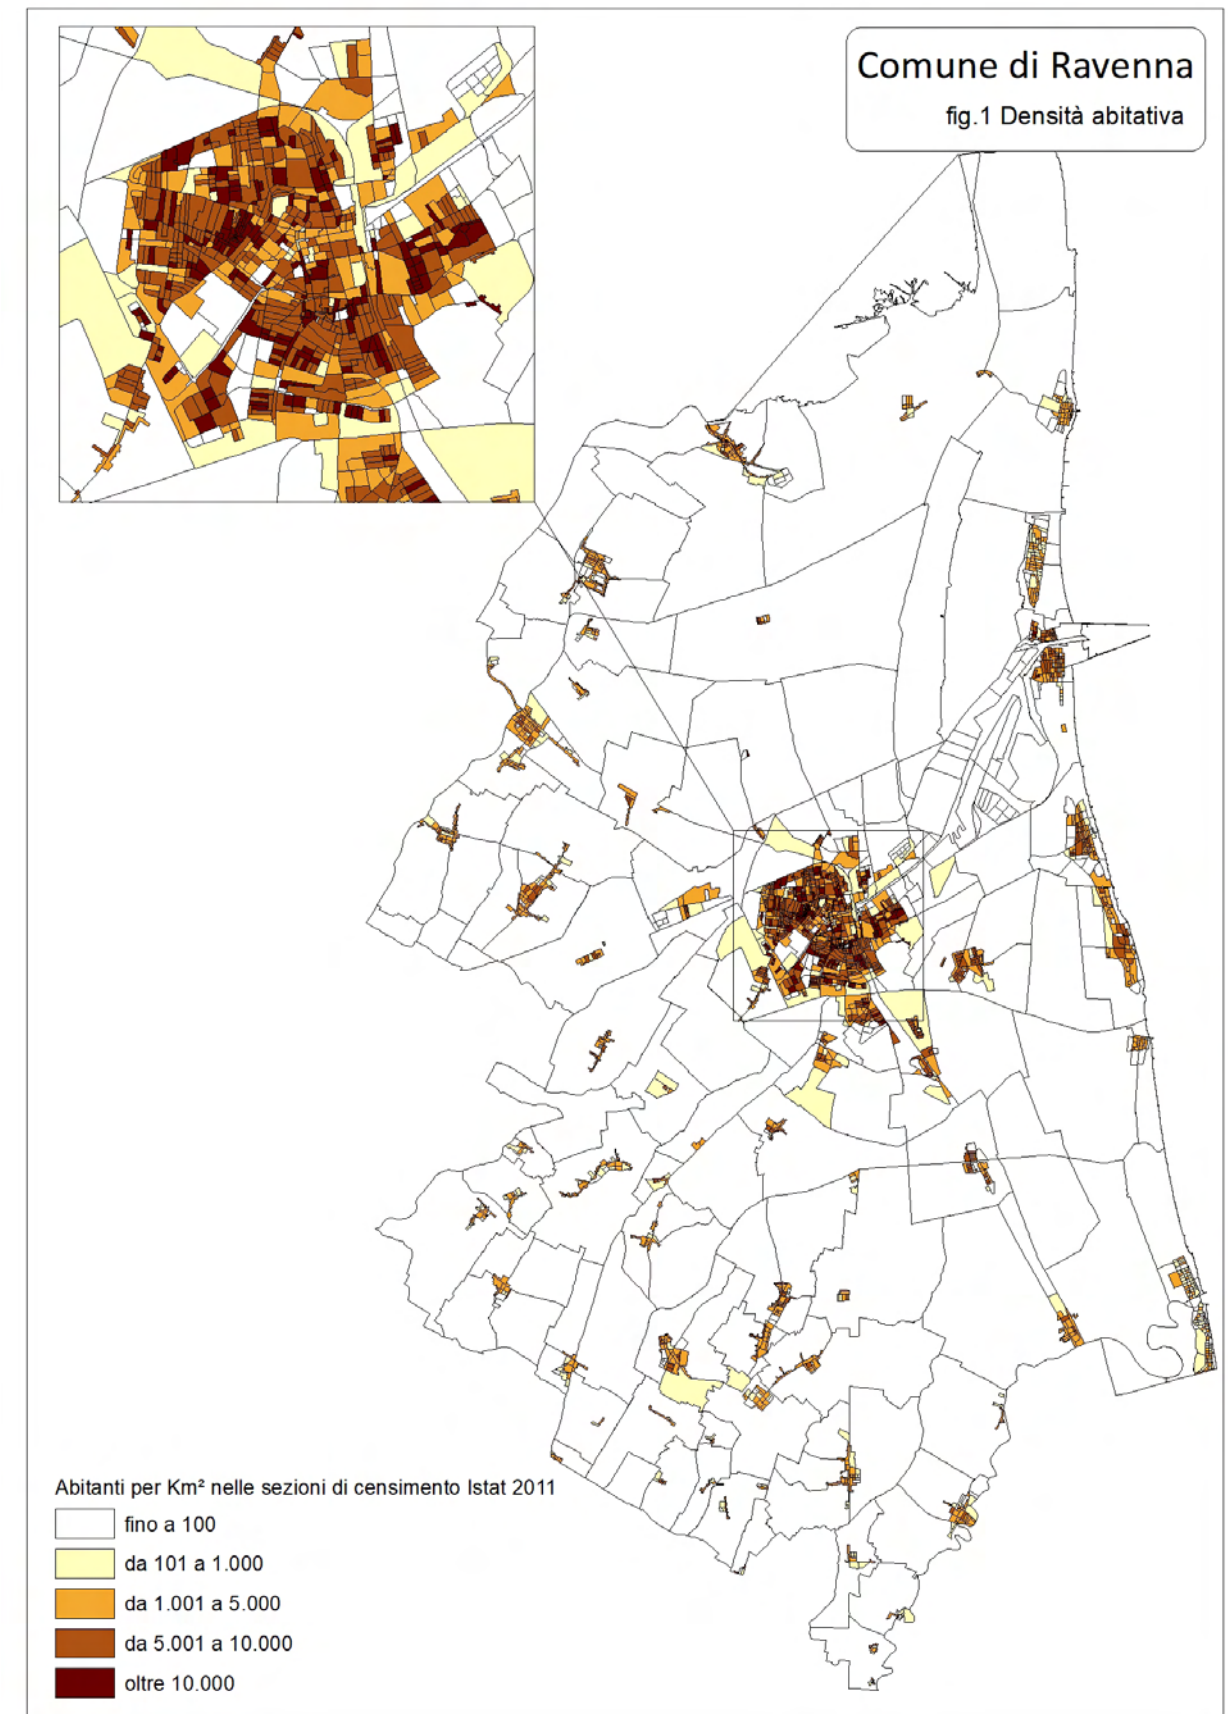 Comune di Ravenna
fig.1 Densità abitativa
Abitanti per Km² nelle sezioni di censimento Istat 2011
fino a 100
da 101 a 1.000
da 1.001 a 5.000
da 5.001 a 10.000
oltre 10.000